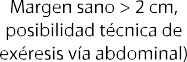 Margen sano > 2 cm,
posibilidad técnica de
exéresis vía abdominal)